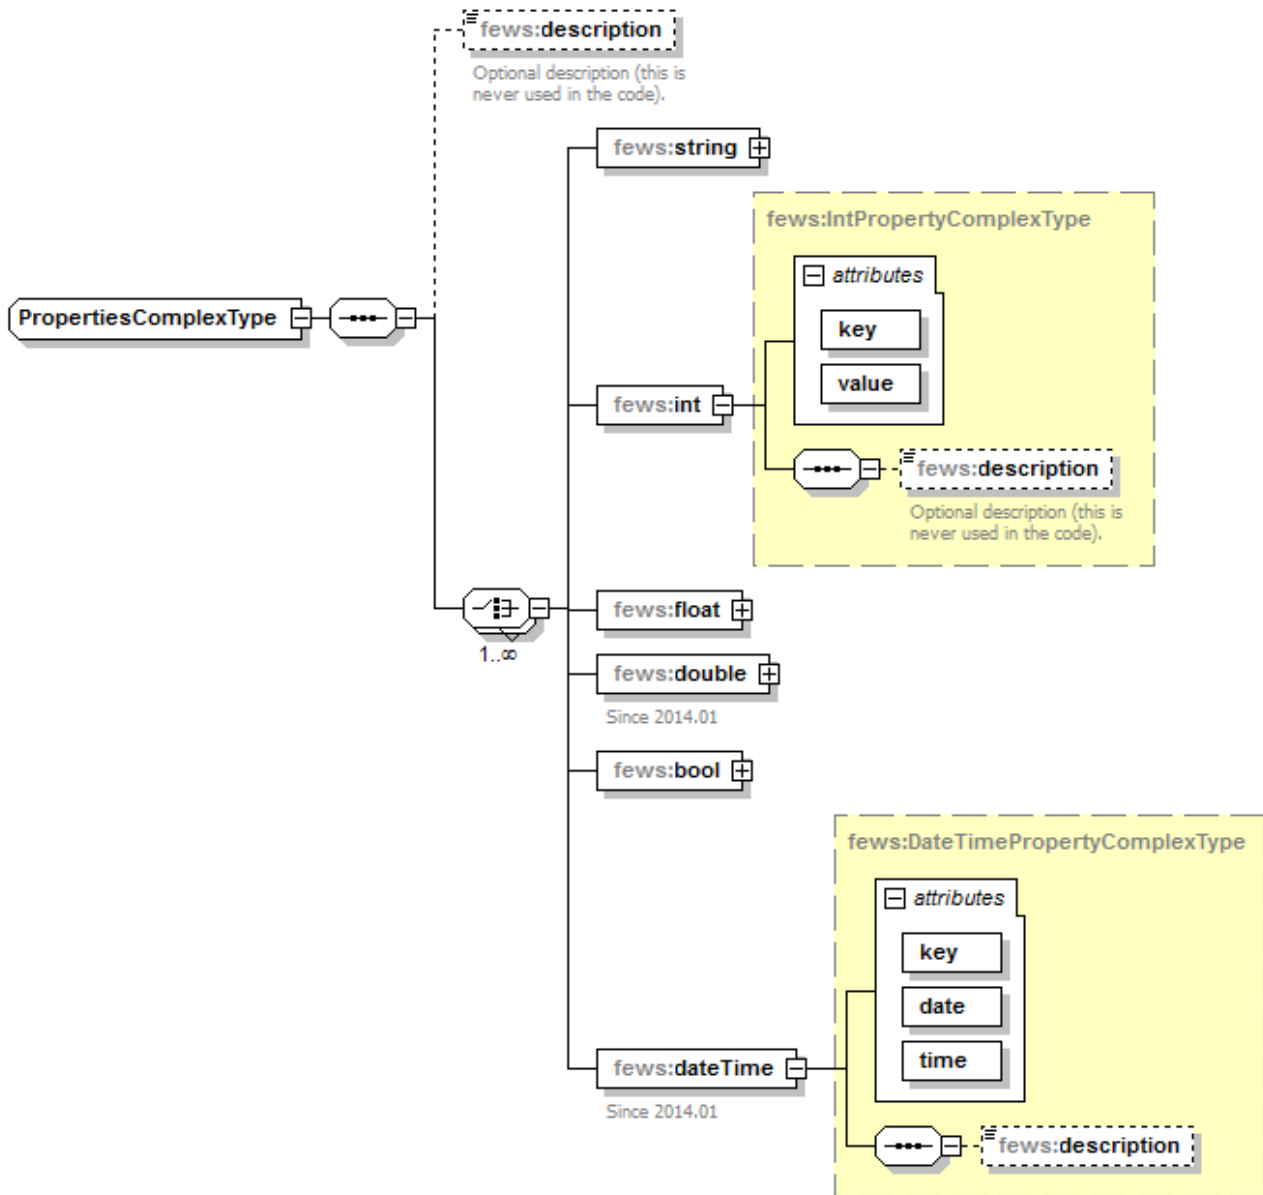 fews:description
Optional description (this is
never used in the code).
fews:string
fews:IntPropertyComplexType
attributes
key
value
PropertiesComplexType
fews:int
fews:description
Optional description (this is
never used in the code).
fews:float
1..∞
fews:double
Since 2014.01
fews:bool
fews:DateTimePropertyComplexType
attributes
key
date
time
fews:dateTime
Since 2014.01
fews:description